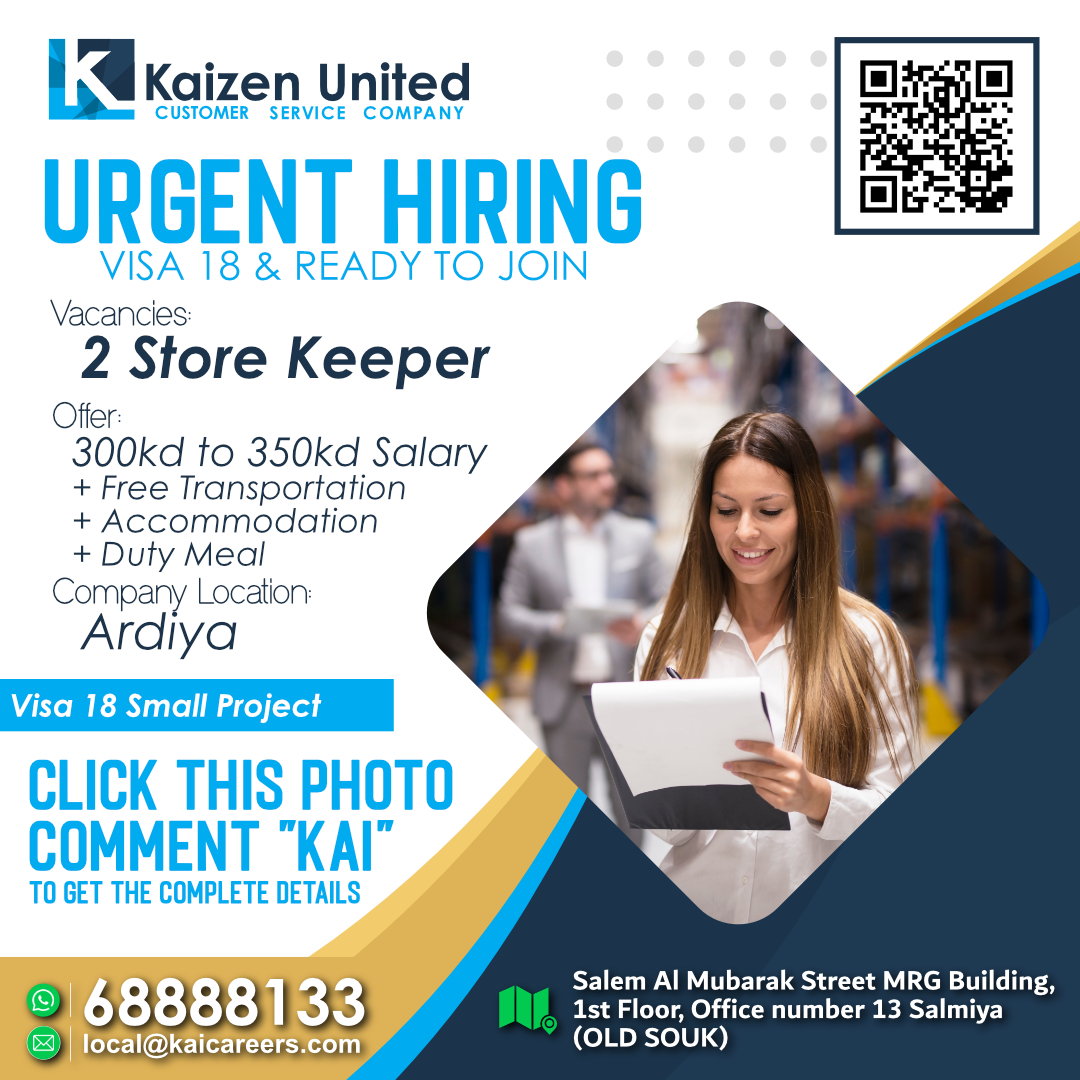 K
Kaizen United
CUSTOMER SERVICE COMPANY
URGENT HIRING
VISA 18 & READY TO JOIN
Vacancies:
2 Store Keeper
Offer:
300kd to 350kd Salary
+ Free Transportation
+ Accommodation
+ Duty Meal
Company Location:
Ardiya
Visa 18 Small Project
CLICK THIS PHOTO
COMMENT "KAI"
TO GET THE COMPLETE DETAILS
68888133
local@kaicareers.com
Salem Al Mubarak Street MRG Building,
1st Floor, Office number 13 Salmiya
(OLD SOUK)